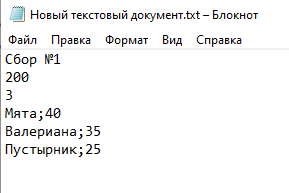 Новый текстовый документ.txt – Блокнот
Файл Правка Формат Вид Справка
Сбор №1
200
3
Мята;40
Валериана;35
Пустырник;25